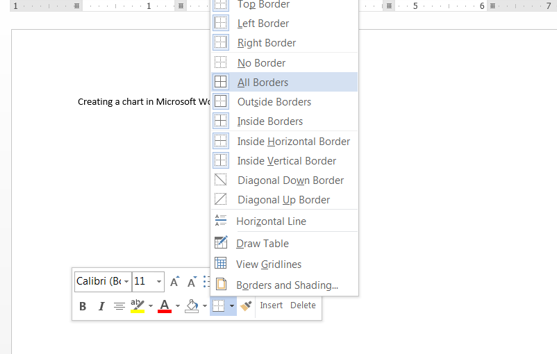 1 1 5 6 7
Top Border
Left Border
Right Border
No Border
Creating a chart in Microsoft Wo
All Borders
Outside Borders
Inside Borders
Inside Horizontal Border
Inside Vertical Border
Diagonal Down Border
Diagonal Up Border
Horizontal Line
Draw Table
View Gridlines
Borders and Shading...
Calibri (Bo 11 A A
B I aby A Insert Delete